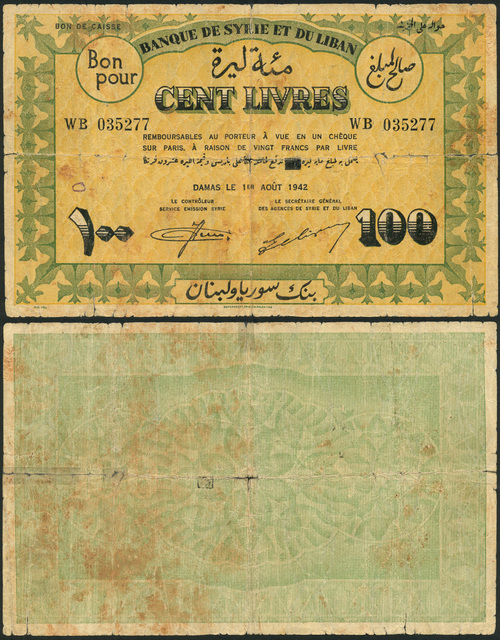 BON DE CAISSE
BANQUE DE SYRIE ET DU LIBAN
Bon
pour
مئة ليرة
صالح لمبلغ
CENT LIVRES
WB 035277
WB 035277
REMBOURSABLES AU PORTEUR À VUE EN UN CHÈQUE
SUR PARIS, À RAISON DE VINGT FRANCS PAR LIVRE
DAMAS LE 1ER AOÛT 1942
LE CONTRÔLEUR
SERVICE EMISSION SYRIE
LE SECRÉTAIRE GÉNÉRAL
DES AGENCES DE SYRIE ET DU LIBAN
١٠٠
100
بنك سوريا ولبنان